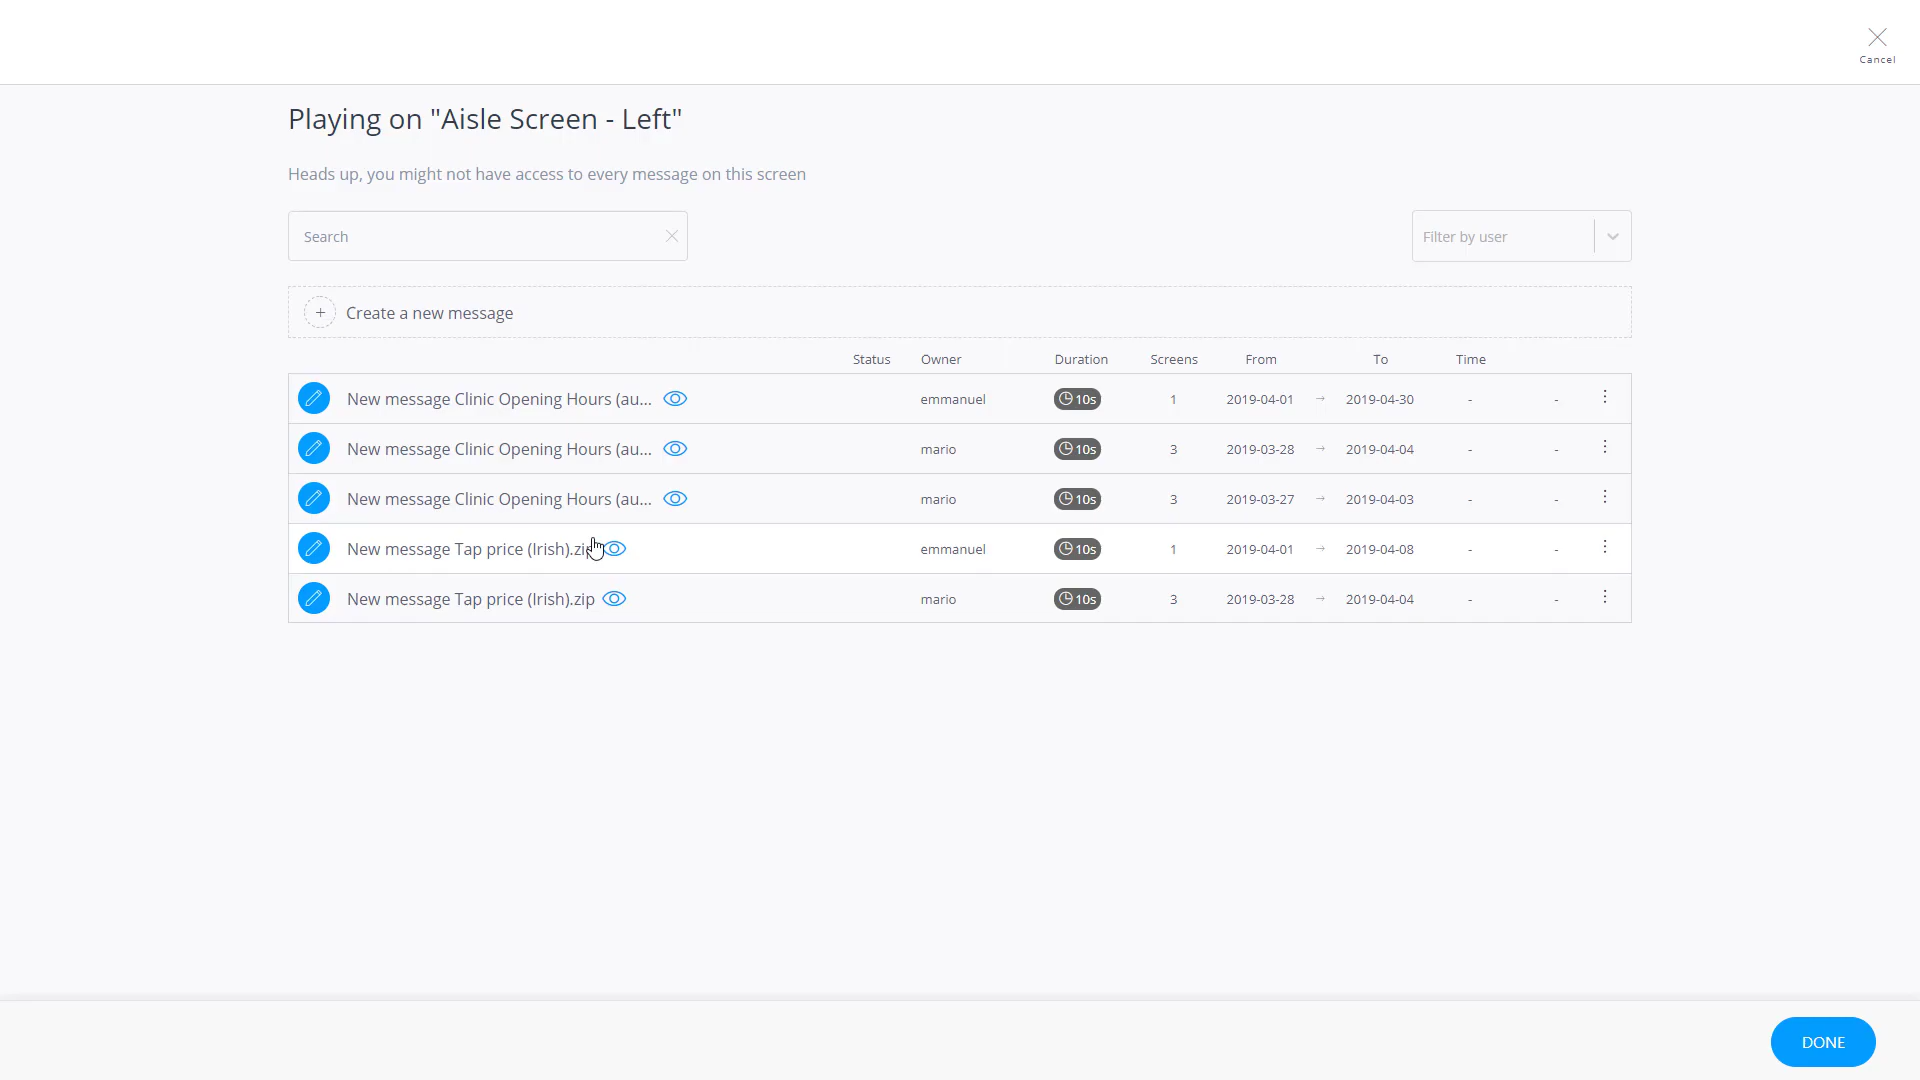 Cancel
Playing on "Aisle Screen - Left"
Heads up, you might not have access to every message on this screen
Search
Filter by user
+ Create a new message
Status Owner Duration Screens From To Time
New message Clinic Opening Hours (au... emmanuel 10s 1 2019-04-01 → 2019-04-30 - -
New message Clinic Opening Hours (au... mario 10s 3 2019-03-28 → 2019-04-04 - -
New message Clinic Opening Hours (au... mario 10s 3 2019-03-27 → 2019-04-03 - -
New message Tap price (Irish).zip emmanuel 10s 1 2019-04-01 → 2019-04-08 - -
New message Tap price (Irish).zip mario 10s 3 2019-03-28 → 2019-04-04 - -
DONE